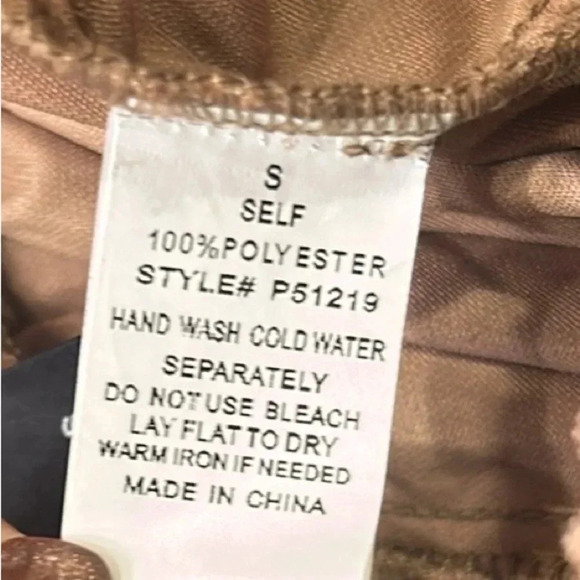 S
SELF
100%POLYESTER
STYLE# P51219
HAND WASH COLD WATER
SEPARATELY
DO NOT USE BLEACH
LAY FLAT TO DRY
WARM IRON IF NEEDED
MADE IN CHINA